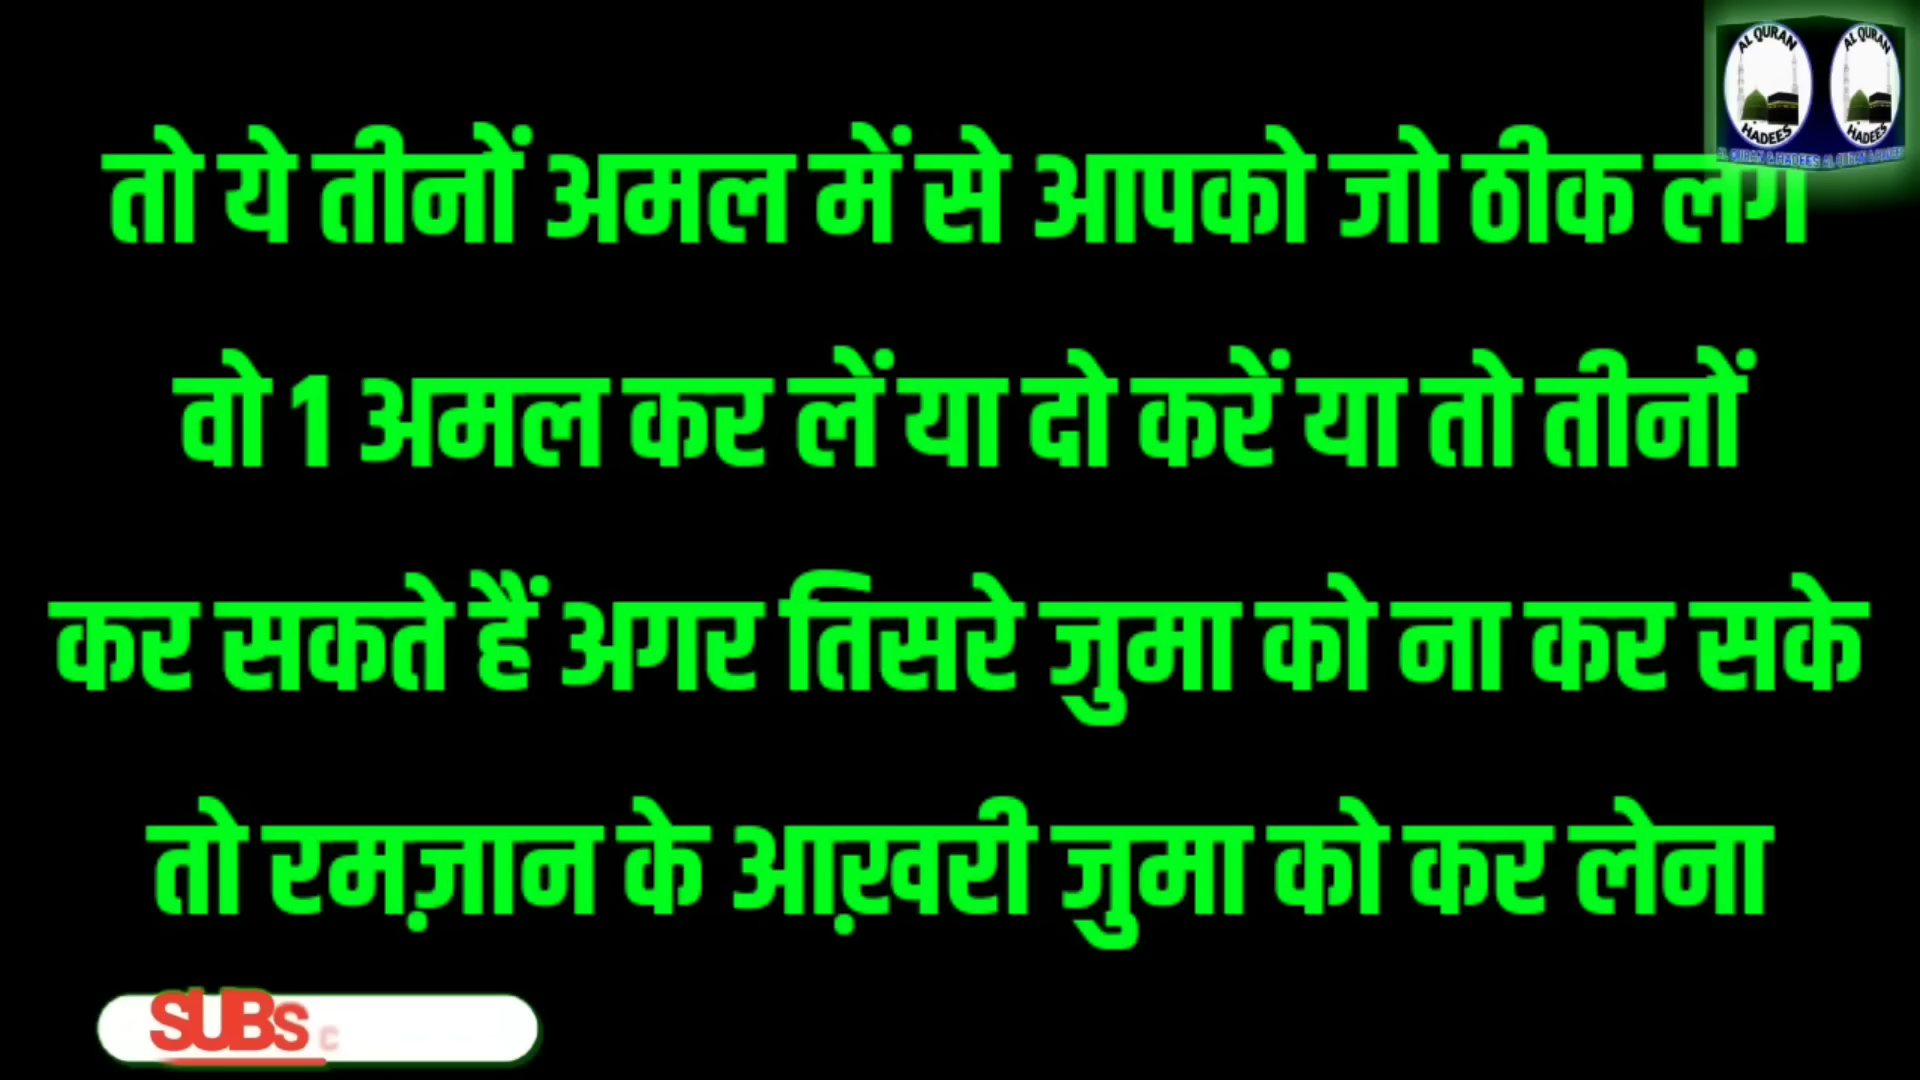 AL QURAN AL QURAN
HADEES HADEES
तो ये तीनों अमल में से आपको जो ठीक लग
वो 1 अमल कर लें या दो करें या तो तीनों
कर सकते हैं अगर तिसरे जुमा को ना कर सके
तो रमज़ान के आख़री जुमा को कर लेना
SUBSC